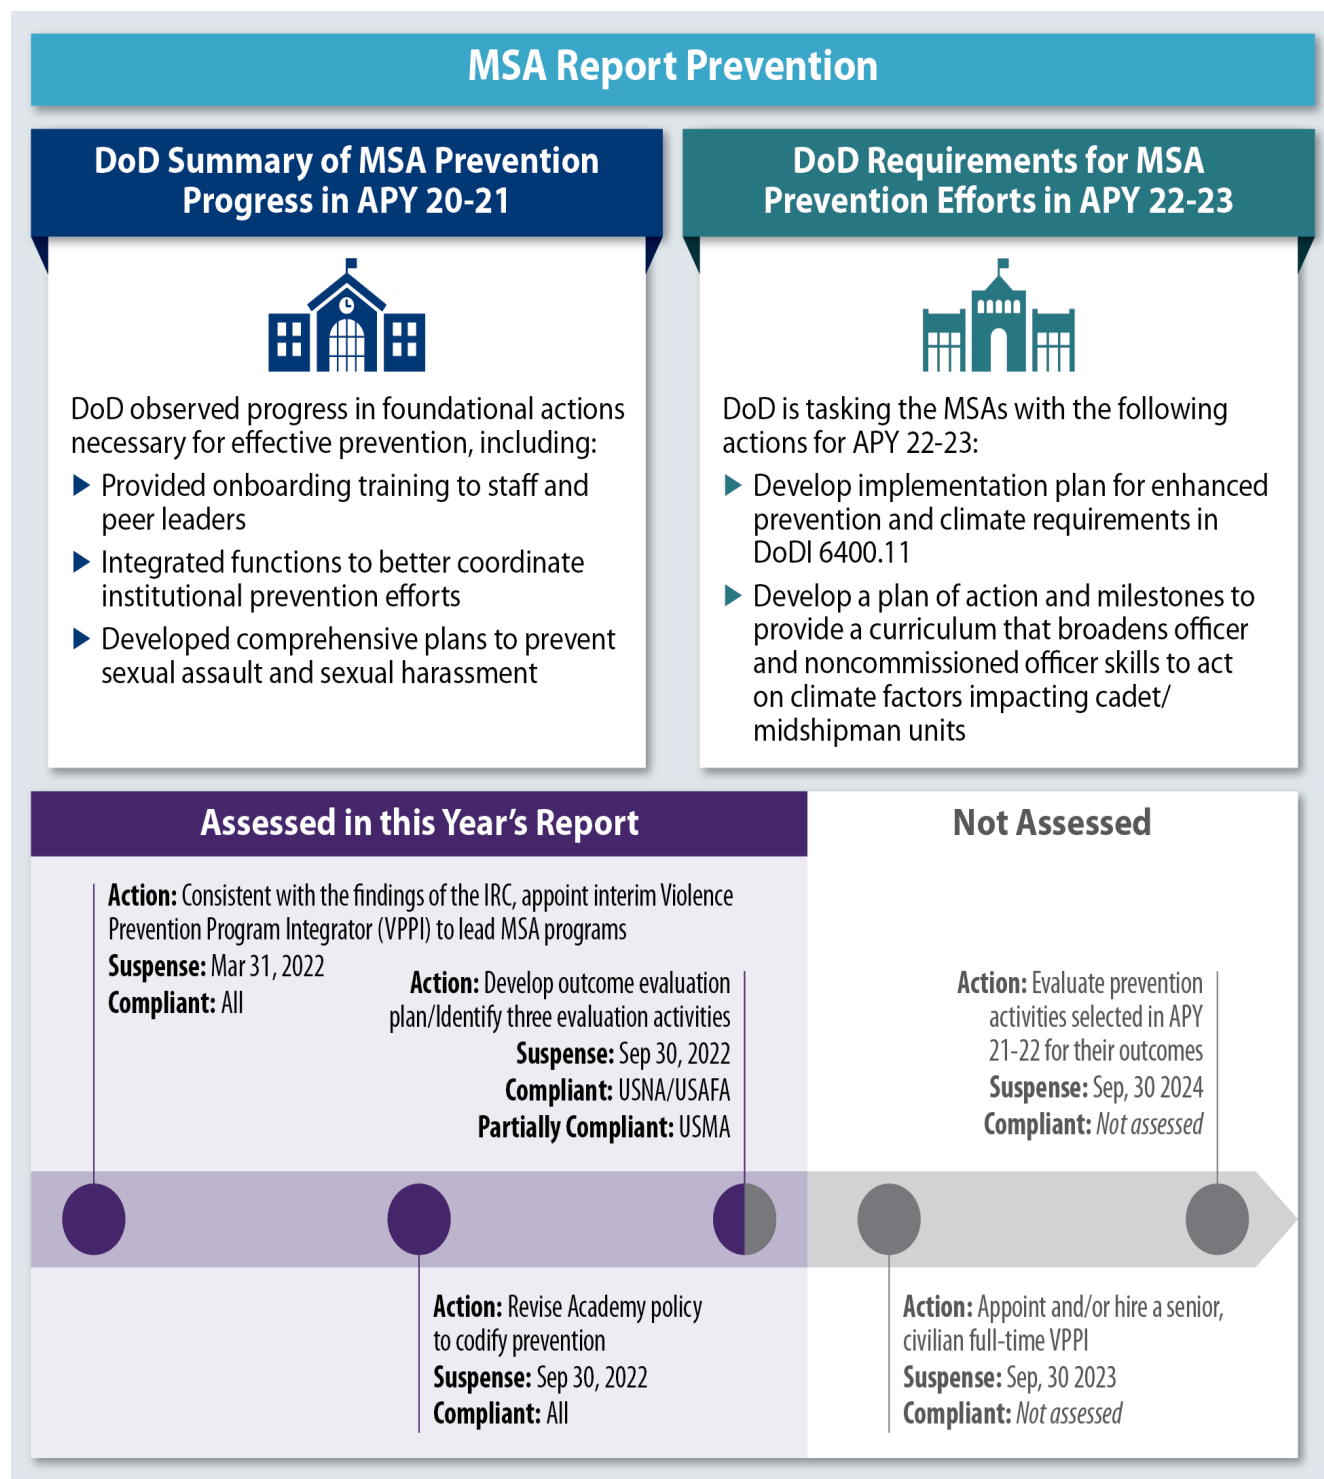 MSA Report Prevention
DoD Summary of MSA Prevention
Progress in APY 20-21
DoD observed progress in foundational actions
necessary for effective prevention, including:
Provided onboarding training to staff and
peer leaders
Integrated functions to better coordinate
institutional prevention efforts
Developed comprehensive plans to prevent
sexual assault and sexual harassment
DoD Requirements for MSA
Prevention Efforts in APY 22-23
DoD is tasking the MSAs with the following
actions for APY 22-23:
Develop implementation plan for enhanced
prevention and climate requirements in
DoDI 6400.11
Develop a plan of action and milestones to
provide a curriculum that broadens officer
and noncommissioned officer skills to act
on climate factors impacting cadet/
midshipman units
Assessed in this Year's Report
Action: Consistent with the findings of the IRC, appoint interim Violence
Prevention Program Integrator (VPPI) to lead MSA programs
Suspense: Mar 31, 2022
Compliant: All
Action: Develop outcome evaluation
plan/Identify three evaluation activities
Suspense: Sep 30, 2022
Compliant: USNA/USAFA
Partially Compliant: USMA
Action: Revise Academy policy
to codify prevention
Suspense: Sep 30, 2022
Compliant: All
Not Assessed
Action: Evaluate prevention
activities selected in APY
21-22 for their outcomes
Suspense: Sep, 30 2024
Compliant: Not assessed
Action: Appoint and/or hire a senior,
civilian full-time VPPI
Suspense: Sep, 30 2023
Compliant: Not assessed